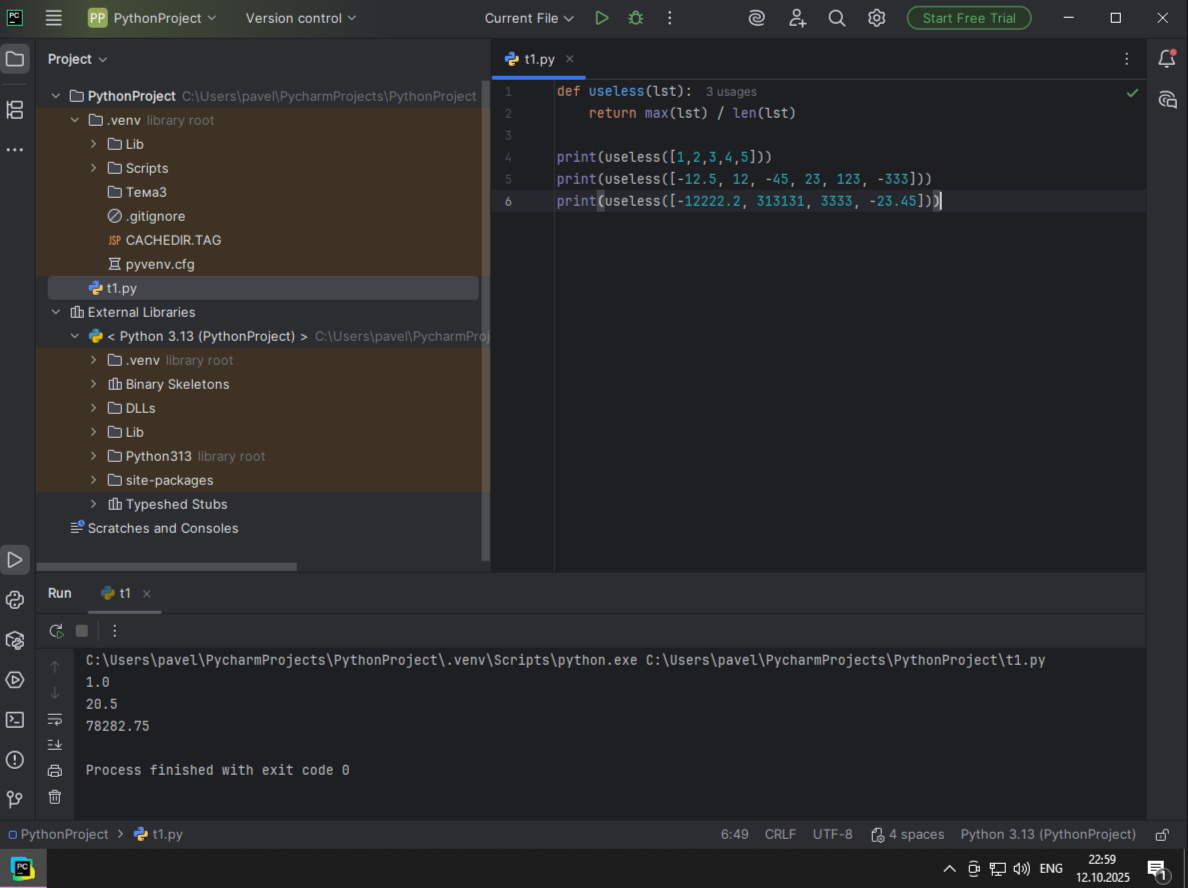 PC PP PythonProject Version control Current File Start Free Trial
Project
PythonProject C:\Users\pavel\PycharmProjects\PythonProject
.venv library root
Lib
Scripts
Тема3
.gitignore
JSP CACHEDIR.TAG
pyvenv.cfg
t1.py
External Libraries
< Python 3.13 (PythonProject) > C:\Users\pavel\PycharmProj
.venv library root
Binary Skeletons
DLLs
Lib
Python313 library root
site-packages
Typeshed Stubs
Scratches and Consoles
t1.py
1 def useless(lst): 3 usages
2 return max(lst) / len(lst)
3
4 print(useless([1,2,3,4,5]))
5 print(useless([-12.5, 12, -45, 23, 123, -333]))
6 print(useless([-12222.2, 313131, 3333, -23.45]))
Run t1
C:\Users\pavel\PycharmProjects\PythonProject\.venv\Scripts\python.exe C:\Users\pavel\PycharmProjects\PythonProject\t1.py
1.0
20.5
78282.75
Process finished with exit code 0
PythonProject > t1.py 6:49 CRLF UTF-8 4 spaces Python 3.13 (PythonProject)
PC ENG 22:59 1
12.10.2025